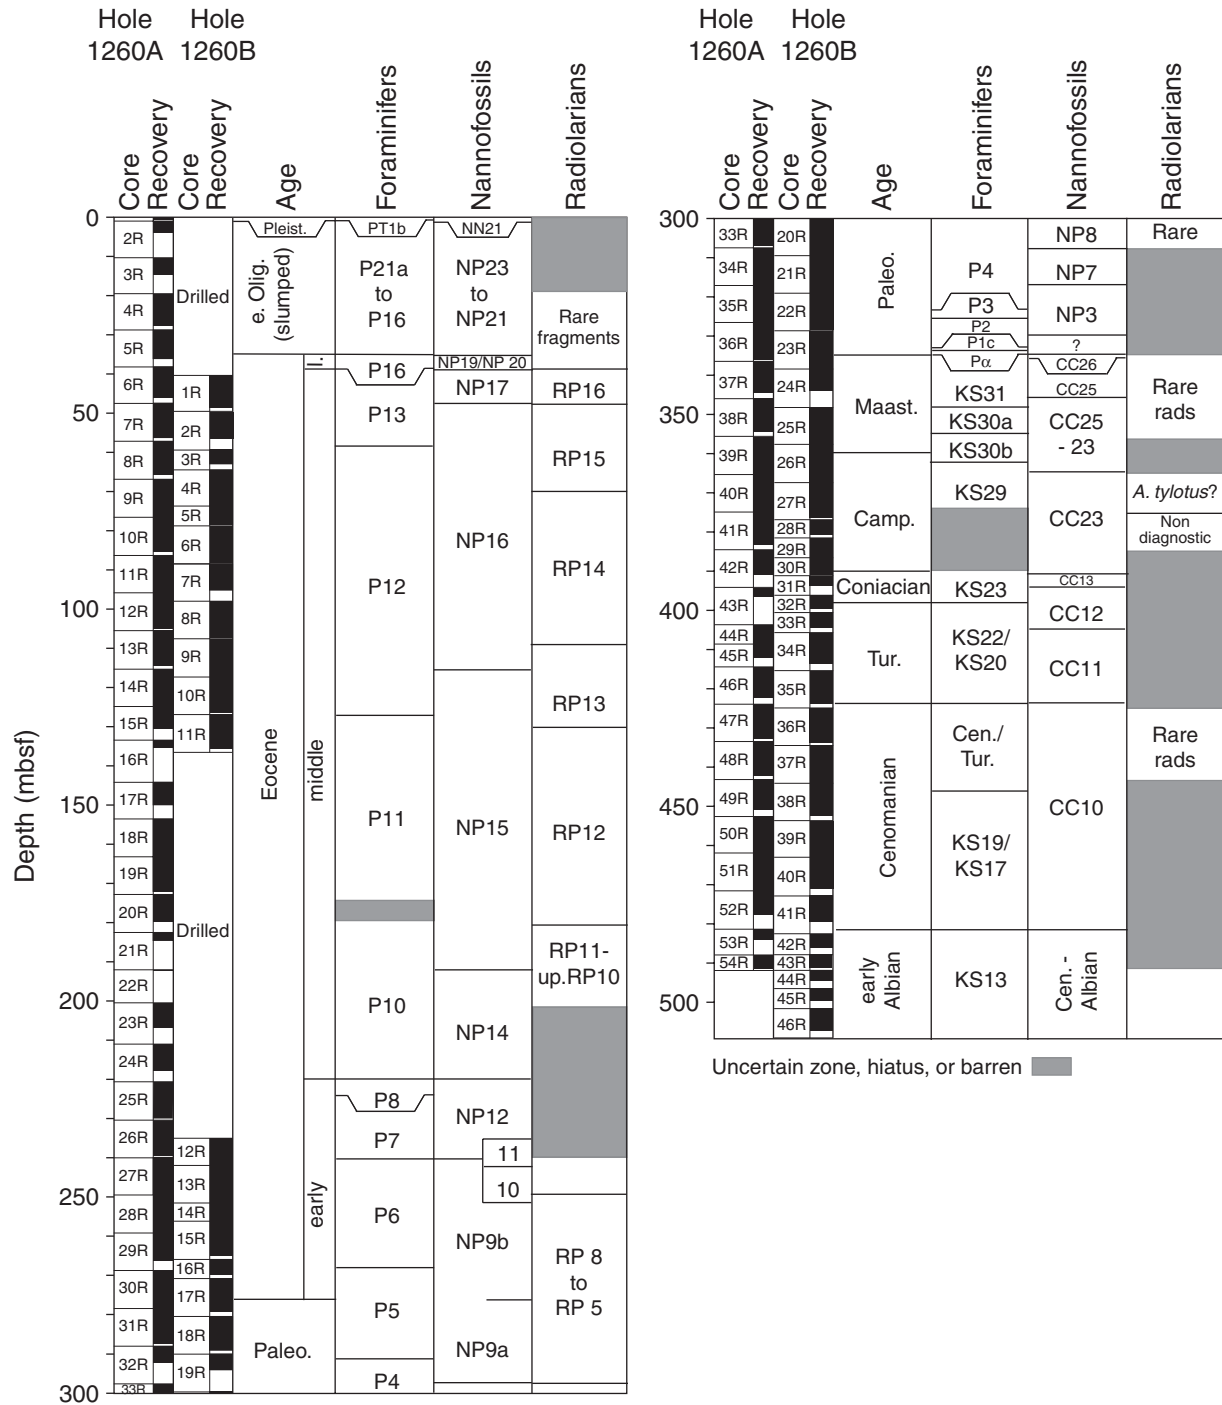 Hole Hole
1260A 1260B
Core
Recovery
Core
Recovery
Age
Foraminifers
Nannofossils
Radiolarians
Depth (mbsf)
0
50
100
150
200
250
300
2R
3R
4R
5R
6R
7R
8R
9R
10R
11R
12R
13R
14R
15R
16R
17R
18R
19R
20R
21R
22R
23R
24R
25R
26R
27R
28R
29R
30R
31R
32R
33R
Drilled
1R
2R
3R
4R
5R
6R
7R
8R
9R
10R
11R
Drilled
12R
13R
14R
15R
16R
17R
18R
19R
Pleist.
e. Olig.
(slumped)
Eocene
l.
middle
early
Paleo.
PT1b
P21a
to
P16
P16
P13
P12
P11
P10
P8
P7
P6
P5
P4
NN21
NP23
to
NP21
NP19/NP 20
NP17
NP16
NP15
NP14
NP12
11
10
NP9b
NP9a
Rare
fragments
RP16
RP15
RP14
RP13
RP12
RP11-
up.RP10
RP 8
to
RP 5
Hole Hole
1260A 1260B
Core
Recovery
Core
Recovery
Age
Foraminifers
Nannofossils
Radiolarians
300
350
400
450
500
33R
34R
35R
36R
37R
38R
39R
40R
41R
42R
43R
44R
45R
46R
47R
48R
49R
50R
51R
52R
53R
54R
20R
21R
22R
23R
24R
25R
26R
27R
28R
29R
30R
31R
32R
33R
34R
35R
36R
37R
38R
39R
40R
41R
42R
43R
44R
45R
46R
Paleo.
Maast.
Camp.
Coniacian
Tur.
Cenomanian
early
Albian
P4
P3
P2
P1c
Pα
KS31
KS30a
KS30b
KS29
KS23
KS22/
KS20
Cen./
Tur.
KS19/
KS17
KS13
NP8
NP7
NP3
?
CC26
CC25
CC25
- 23
CC23
CC13
CC12
CC11
CC10
Cen. -
Albian
Rare
Rare
rads
A. tylotus?
Non
diagnostic
Rare
rads
Uncertain zone, hiatus, or barren